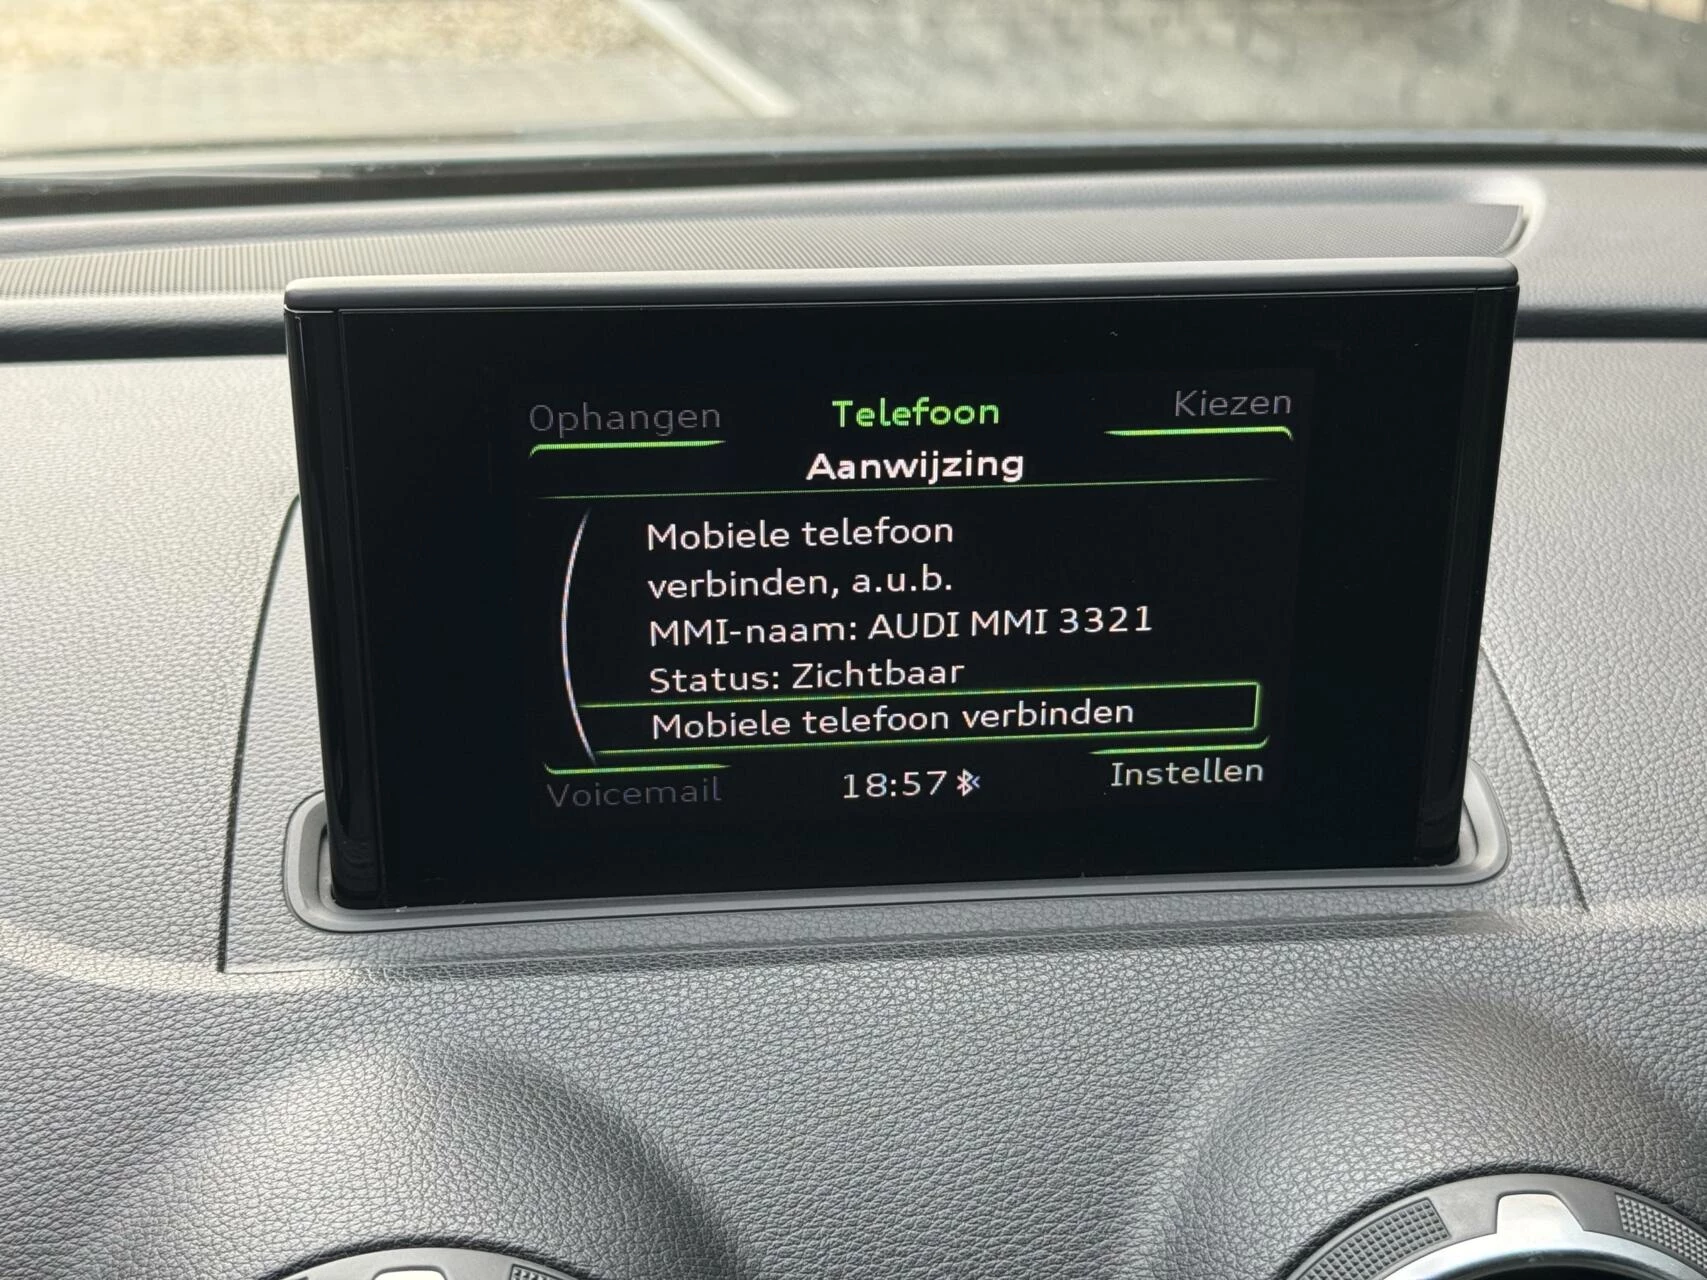 Ophangen
Telefoon
Kiezen
Aanwijzing
Mobiele telefoon
verbinden, a.u.b.
MMI-naam: AUDI MMI 3321
Status: Zichtbaar
Mobiele telefoon verbinden
Voicemail
18:57
Instellen